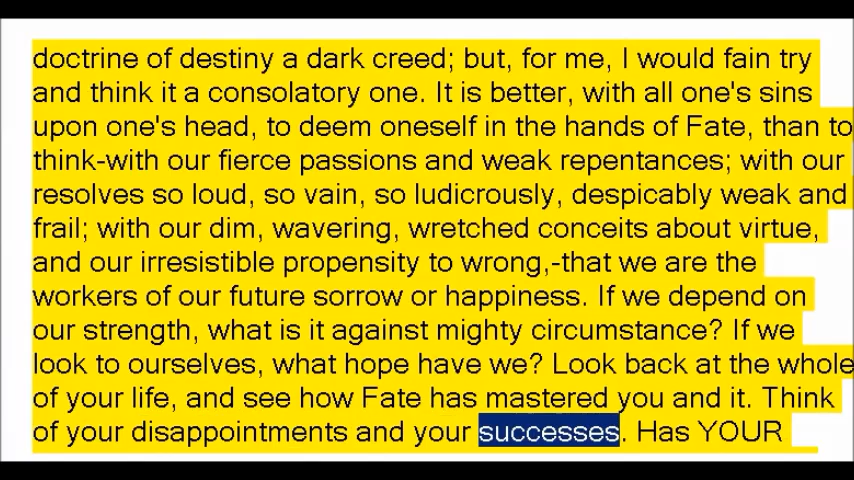 doctrine of destiny a dark creed; but, for me, I would fain try
and think it a consolatory one. It is better, with all one's sins
upon one's head, to deem oneself in the hands of Fate, than to
think-with our fierce passions and weak repentances; with our
resolves so loud, so vain, so ludicrously, despicably weak and
frail; with our dim, wavering, wretched conceits about virtue,
and our irresistible propensity to wrong,-that we are the
workers of our future sorrow or happiness. If we depend on
our strength, what is it against mighty circumstance? If we
look to ourselves, what hope have we? Look back at the whole
of your life, and see how Fate has mastered you and it. Think
of your disappointments and your successes. Has YOUR